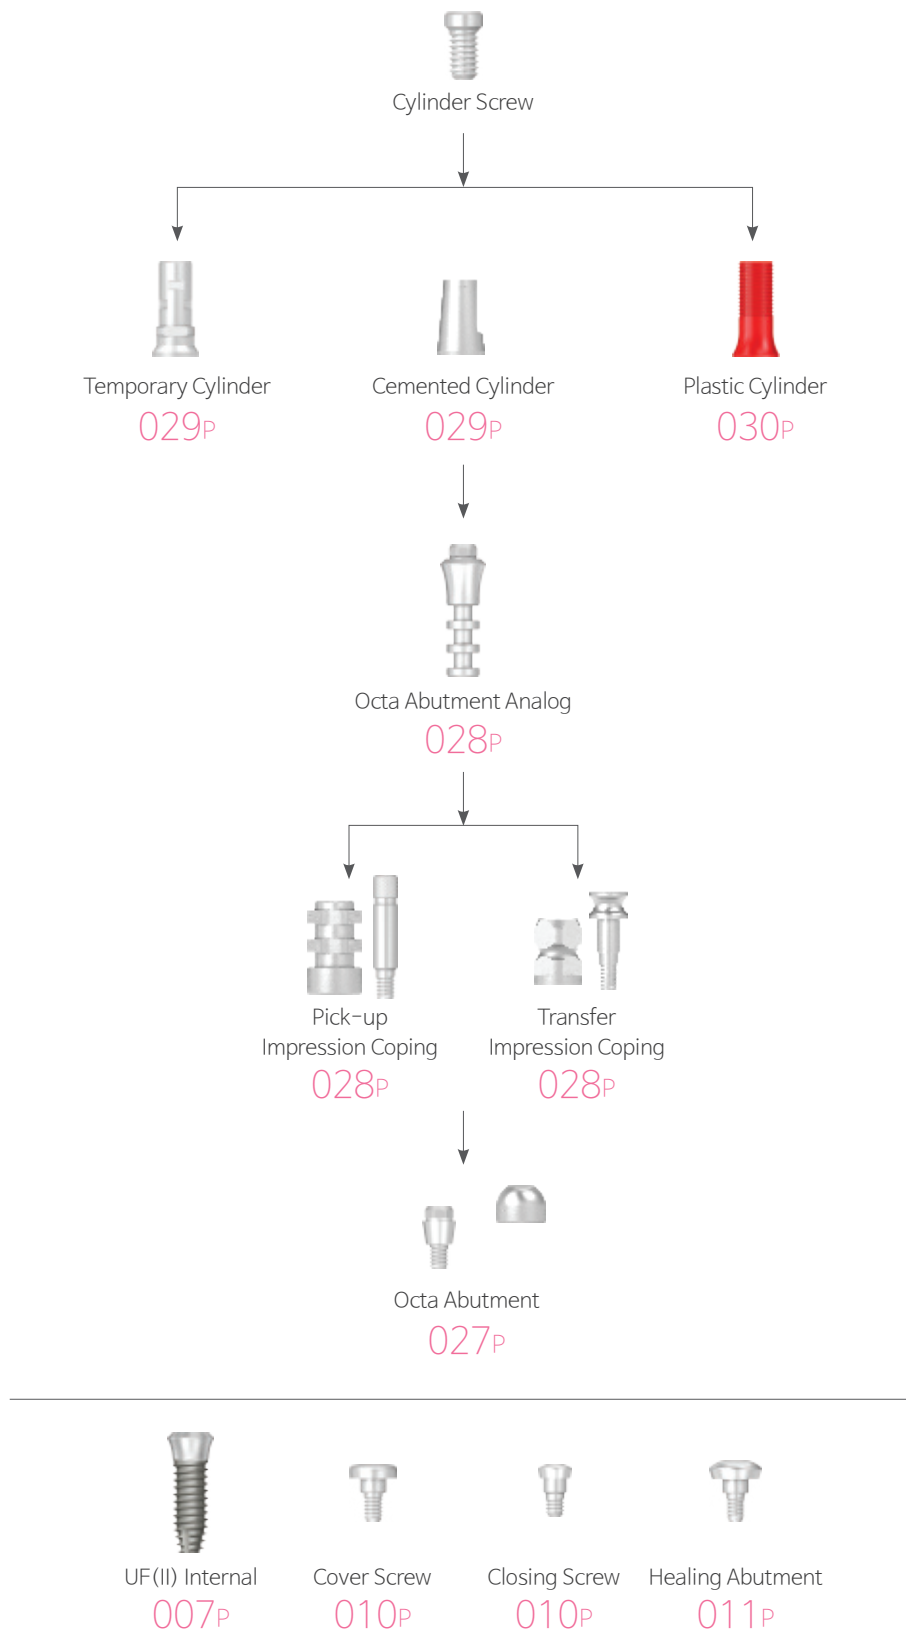 Cylinder Screw
Temporary Cylinder
029P
Cemented Cylinder
029P
Plastic Cylinder
030P
Octa Abutment Analog
028P
Pick-up
Impression Coping
028P
Transfer
Impression Coping
028P
Octa Abutment
027P
UF(II) Internal
007P
Cover Screw
010P
Closing Screw
010P
Healing Abutment
011P